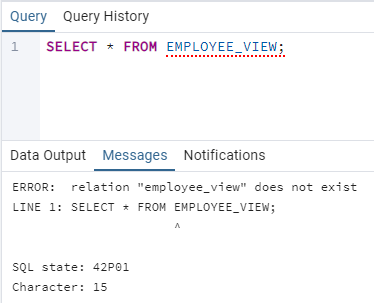 Query Query History
1 SELECT * FROM EMPLOYEE_VIEW;
Data Output Messages Notifications
ERROR:  relation "employee_view" does not exist
LINE 1: SELECT * FROM EMPLOYEE_VIEW;
                      ^
SQL state: 42P01
Character: 15